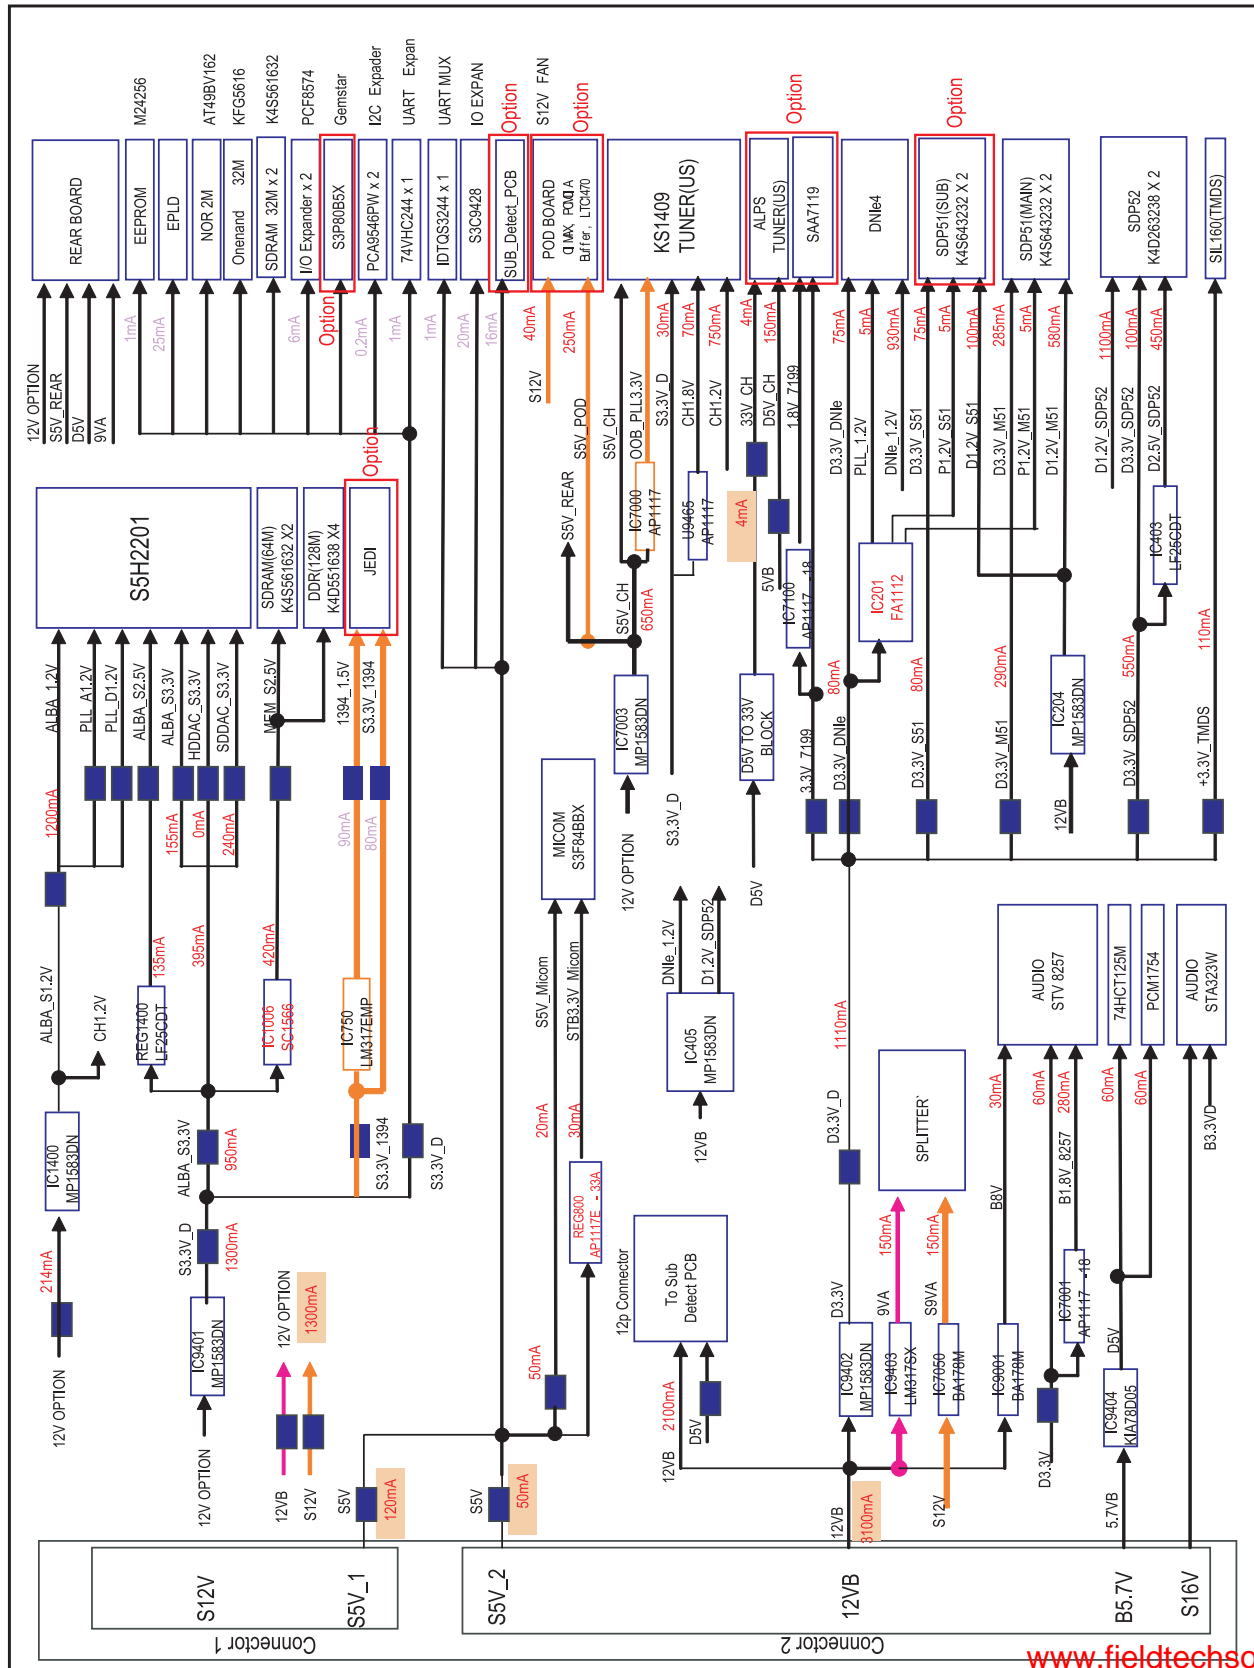 M24256
AT49BV162
KFG5616
K4S561632
PCF8574
Gemstar
I2C Expader
UART Expan
UART MUX
IO EXPAN
Option
S12V FAN
Option
Option
Option
REAR BOARD
EEPROM
EPLD
NOR 2M
Onenand 32M
SDRAM 32M x 2
I/O Expander x 2
S3P80B5X
PCA9546PW x 2
74VHC244 x 1
IDTQS3244 x 1
S3C9428
SUB_Detect_PCB
POD BOARD
Buffer, LTC1470
KS1409
TUNER(US)
ALPS
TUNER(US)
SAA7119
DNIe4
SDP51(SUB)
K4S643232 X 2
SDP51(MAIN)
K4S643232 X 2
SDP52
K4D263238 X 2
SIL160(TMDS)
12V OPTION
S5V_REAR
D5V
9VA
1mA
25mA
6mA
Option
0.2mA
1mA
1mA
20mA
16mA
40mA
250mA
30mA
70mA
750mA
4mA
150mA
75mA
5mA
930mA
75mA
5mA
100mA
285mA
5mA
580mA
1100mA
100mA
450mA
S12V
S5V_POD
S5V_CH
OOB_PLL3.3V
S3.3V_D
CH1.8V
CH1.2V
33V_CH
D5V_CH
1.8V_7199
D3.3V_DNIe
PLL_1.2V
DNIe_1.2V
D3.3V_S51
P1.2V_S51
D1.2V_S51
D3.3V_M51
P1.2V_M51
D1.2V_M51
D1.2V_SDP52
D3.3V_SDP52
D2.5V_SDP52
S5H2201
SDRAM(64M)
K4S561632 X2
DDR(128M)
K4D551638 X4
JEDI
Option
S5V_REAR
IC7000
AP1117
U9465
AP1117
4mA
5VB
IC7100
AP1117 -18
IC201
FA1112
IC403
LF25CDT
ALBA_1.2V
PLL_A1.2V
PLL_D1.2V
ALBA_S2.5V
ALBA_S3.3V
HDDAC_S3.3V
SDDAC_S3.3V
MEM_S2.5V
1394_1.5V
S3.3V_1394
S5V_CH
650mA
IC7003
MP1583DN
D5V TO 33V
BLOCK
3.3V_7199
80mA
D3.3V_DNIe
80mA
D3.3V_S51
290mA
D3.3V_M51
IC204
MP1583DN
12VB
550mA
D3.3V_SDP52
110mA
+3.3V_TMDS
1200mA
155mA
0mA
240mA
90mA
80mA
MICOM
S3F84BBX
12V OPTION
S3.3V_D
D5V
ALBA_S1.2V
CH1.2V
135mA
395mA
420mA
REG1400
LF25CDT
IC1006
SC1566
IC750
LM317EMP
S5V_Micom
STB3.3V_Micom
DNIe_1.2V
D1.2V_SDP52
IC405
MP1583DN
12VB
1110mA
D3.3V_D
AUDIO
STV 8257
74HCT125M
PCM1754
AUDIO
STA323W
IC1400
MP1583DN
214mA
12V OPTION
ALBA_S3.3V
950mA
S3.3V_D
1300mA
IC9401
MP1583DN
12V OPTION
S3.3V_1394
S3.3V_D
20mA
30mA
REG800
AP1117E - 33A
SPLITTER`
30mA
60mA
280mA
60mA
60mA
B3.3VD
B8V
B1.8V_8257
12p Connector
To Sub
Detect PCB
150mA
150mA
9VA
S9VA
D3.3V
IC9402
MP1583DN
IC9403
LM317SX
IC7050
BA178M
IC9001
BA178M
IC7001
AP1117 -18
D5V
IC9404
KIA78D05
D3.3V
5.7VB
12V OPTION
1300mA
12VB
S12V
S5V
120mA
50mA
S5V
50mA
2100mA
12VB
D5V
12VB
3100mA
S12V
S12V
S5V_1
Connector 1
S5V_2
12VB
B5.7V
S16V
Connector 2
www.fieldtechsc